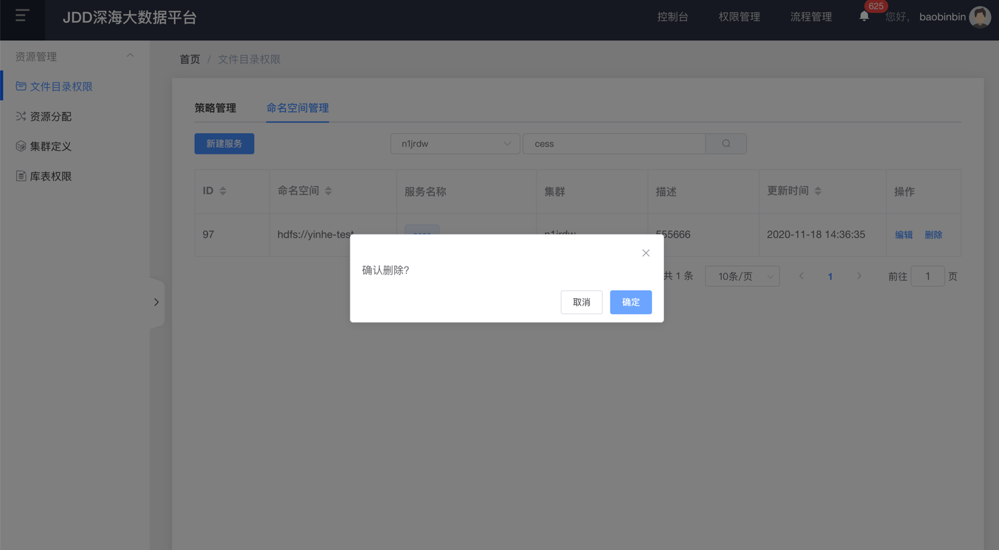 JDD深海大数据平台
控制台
权限管理
流程管理
625
您好，
baobinbin
资源管理
文件目录权限
资源分配
集群定义
库表权限
首页 / 文件目录权限
策略管理
命名空间管理
新建服务
n1jrdw
cess
ID
命名空间
服务名称
集群
描述
更新时间
操作
97
hdfs://yinhe-test
cess
n1jrdw
555666
2020-11-18 14:36:35
编辑
删除
确认删除?
取消
确定
共 1 条
10条/页
1
前往
1
页